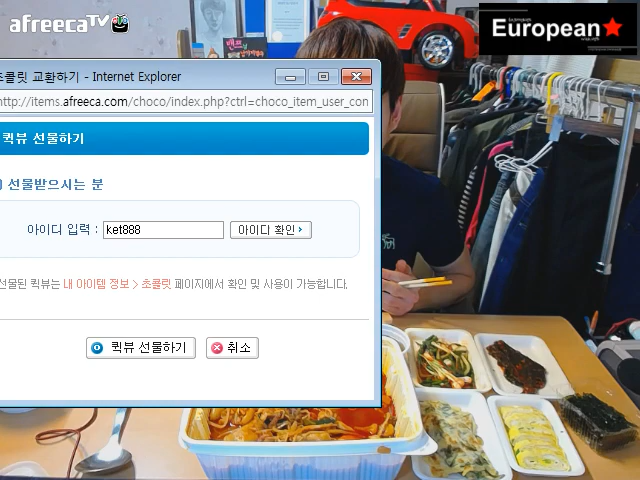 afreecaTV
European★
초콜릿 교환하기 - Internet Explorer
http://items.afreeca.com/choco/index.php?ctrl=choco_item_user_con
퀵뷰 선물하기
선물받으시는 분
아이디 입력 : ket888 아이디 확인
선물된 퀵뷰는 내 아이템 정보 > 초콜릿 페이지에서 확인 및 사용이 가능합니다.
퀵뷰 선물하기 취소